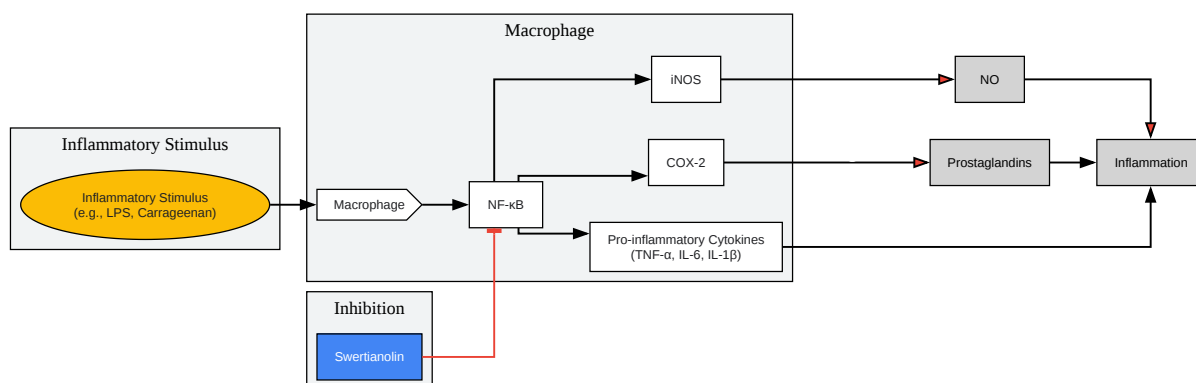 Macrophage
iNOS
NO
Inflammatory Stimulus
COX-2
Prostaglandins
Inflammation
Inflammatory Stimulus
(e.g., LPS, Carrageenan)
Macrophage
NF-κB
Pro-inflammatory Cytokines
(TNF-α, IL-6, IL-1β)
Inhibition
Swertianolin